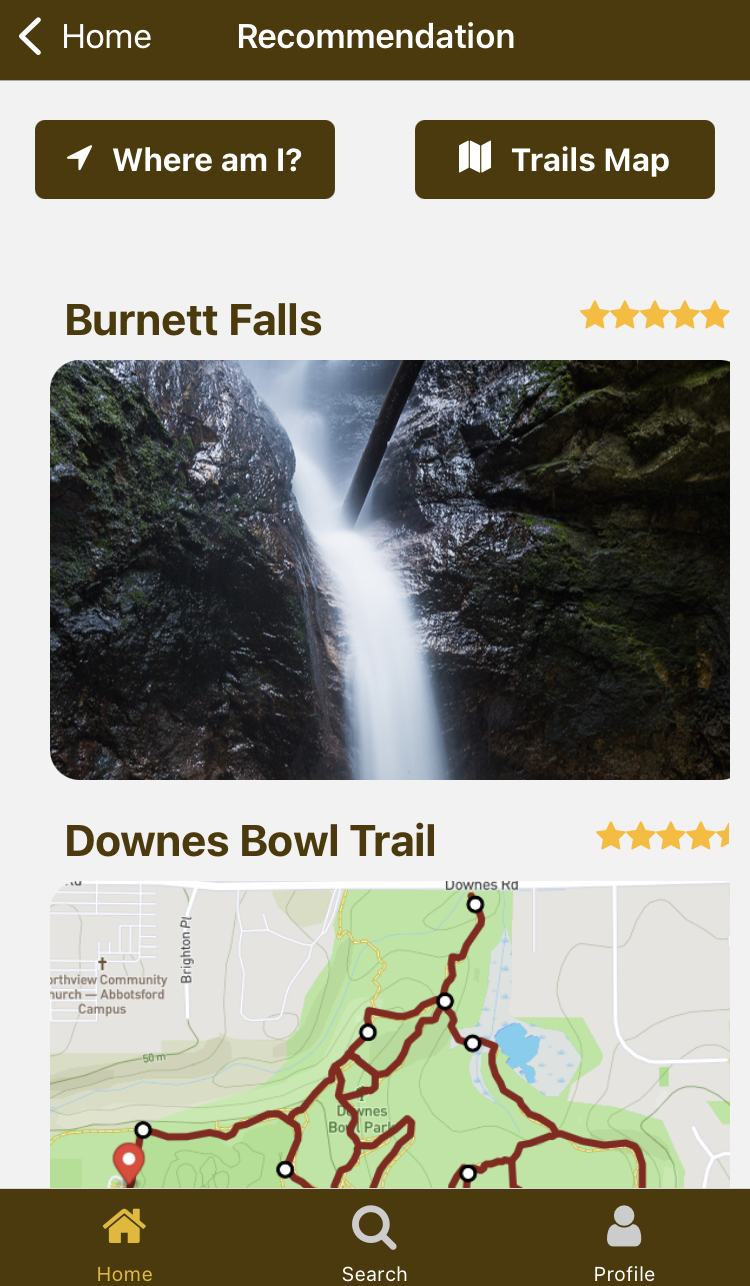 Home
Recommendation
Where am I?
Trails Map
Burnett Falls
Downes Bowl Trail
Downes Rd
Brighton Pl
orthview Community
hurch — Abbotsford
Campus
50 m
Downes
Bowl Park
Home
Search
Profile